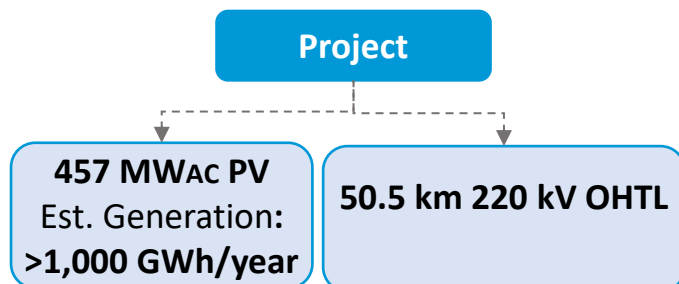 Project
457 MWAC PV
Est. Generation:
>1,000 GWh/year
50.5 km 220 kV OHTL